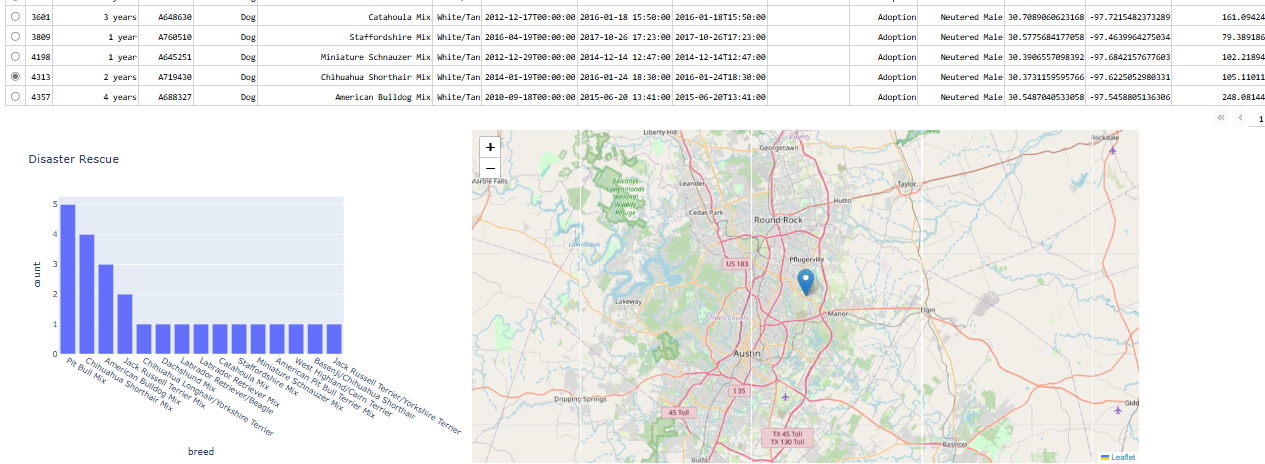 3601 3 years A648630 Dog Catahoula Mix White/Tan 2012-12-17T00:00:00 2016-01-18 15:50:00 2016-01-18T15:50:00 Adoption Neutered Male 30.7089060623168 -97.7215482373289 161.09424
3809 1 year A760510 Dog Staffordshire Mix White/Tan 2016-04-19T00:00:00 2017-10-26 17:23:00 2017-10-26T17:23:00 Adoption Neutered Male 30.5775684177058 -97.4639964275034 79.389186
4198 1 year A645251 Dog Miniature Schnauzer Mix White/Tan 2012-12-29T00:00:00 2014-12-14 12:47:00 2014-12-14T12:47:00 Adoption Neutered Male 30.3906557098392 -97.6842157677603 102.21894
4313 2 years A719430 Dog Chihuahua Shorthair Mix White/Tan 2014-01-19T00:00:00 2016-01-24 18:30:00 2016-01-24T18:30:00 Adoption Neutered Male 30.3731159595766 -97.6225052980331 105.11011
4357 4 years A688327 Dog American Bulldog Mix White/Tan 2010-09-18T00:00:00 2015-06-20 13:41:00 2015-06-20T13:41:00 Adoption Neutered Male 30.5487040533058 -97.5458805136306 248.08144
« ‹ 1
Disaster Rescue
5
4
3
2
1
0
count
Pit Bull Mix
Chihuahua Shorthair Mix
American Bulldog Mix
Jack Russell Terrier Mix
Chihuahua Longhair/Yorkshire Terrier
Dachshund Mix
Labrador Retriever/Beagle
Labrador Retriever Mix
Catahoula Mix
Staffordshire Mix
Miniature Schnauzer Mix
American Pit Bull Terrier Mix
West Highland/Cairn Terrier
Basenji/Chihuahua Shorthair
Jack Russell Terrier/Yorkshire Terrier
breed
+
−
Liberty Hill
County
Area
Rockdale
Georgetown
Marble Falls
Balcones
Canyonlands
National
Wildlife
Refuge
Leander
Taylor
Hutto
Cedar Park
Round Rock
Lake Travis
US 183
Pflugerville
Lakeway
Travis County
Manor
Elgin
Austin
I 35
Dripping Springs
45 Toll
TX 45 Toll
TX 130 Toll
Bastrop
Gidd
Buda
Leaflet